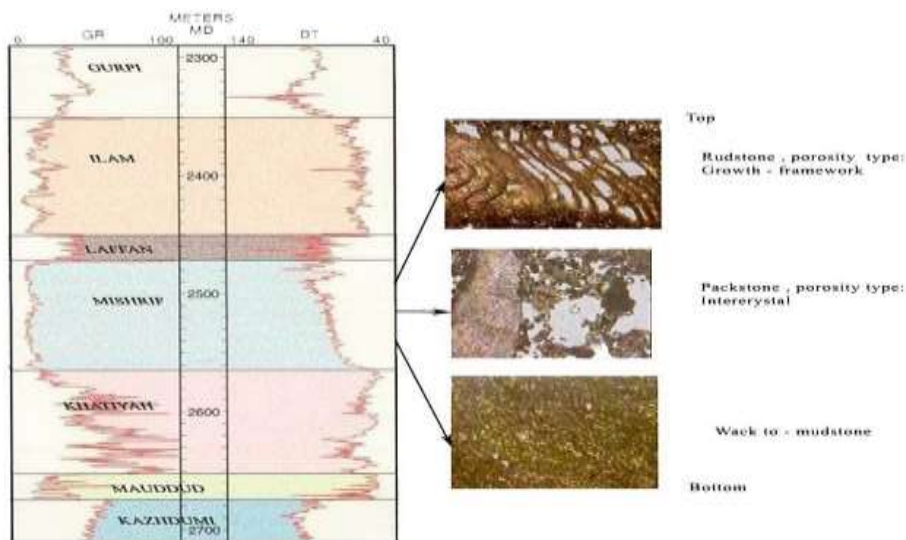 METERS
MD
0 GR 100 140 DT 40
GURPI
2300
ILAM
2400
LAFFAN
MISHRIF
2500
KHATIYAH
2600
MAUDDUD
KAZHDUMI
2700
Top
Rudstone , porosity type:
Growth - framework
Packstone , porosity type:
Intererystal
Wack to - mudstone
Bottom